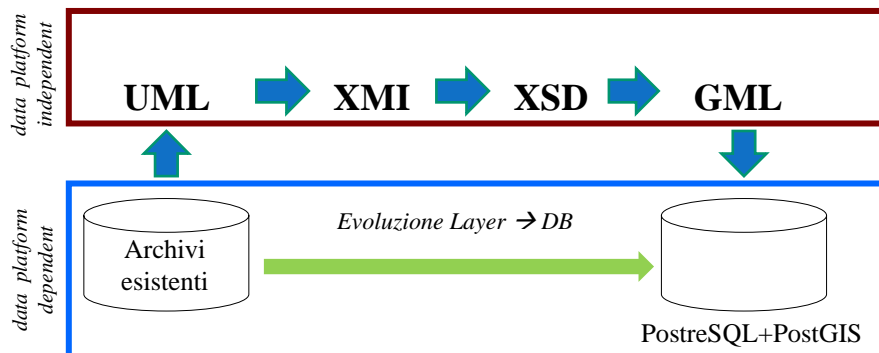 data platform
independent
UML XMI XSD GML
data platform
dependent
Archivi
esistenti
Evoluzione Layer → DB
PostreSQL+PostGIS